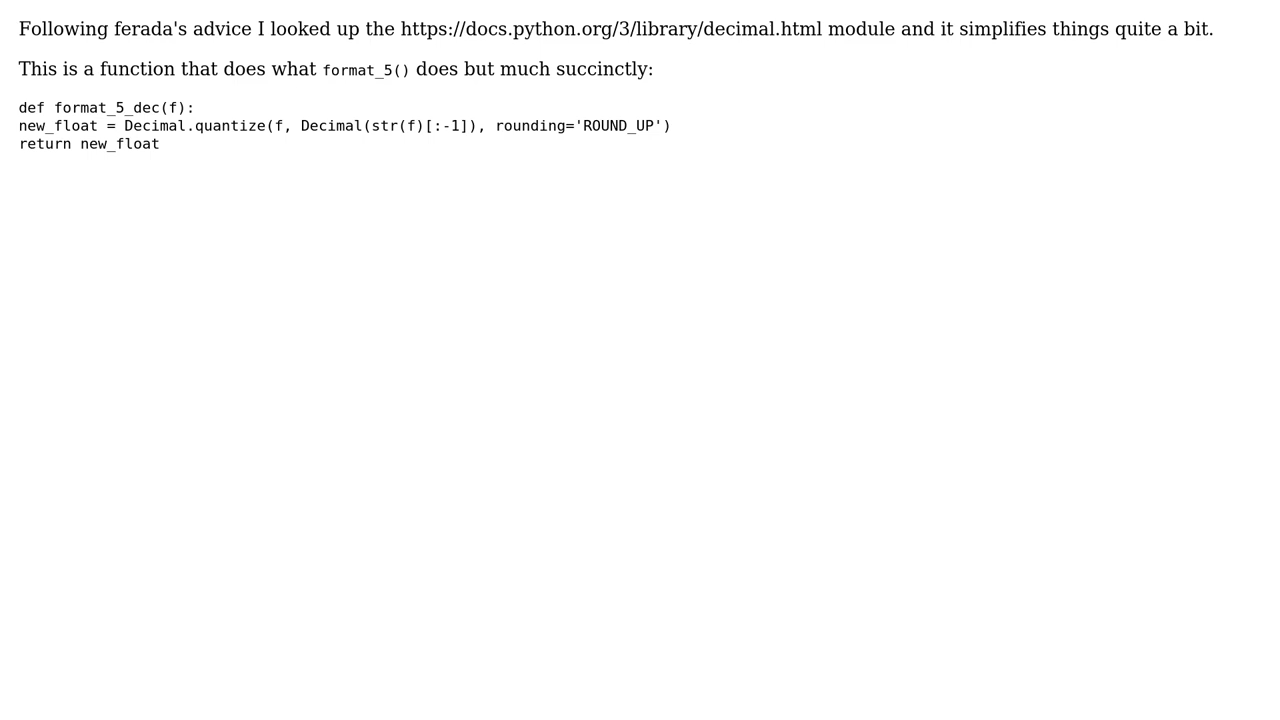 Following ferada's advice I looked up the https://docs.python.org/3/library/decimal.html module and it simplifies things quite a bit.
This is a function that does what format_5() does but much succinctly:
def format_5_dec(f):
new_float = Decimal.quantize(f, Decimal(str(f)[:-1]), rounding='ROUND_UP')
return new_float